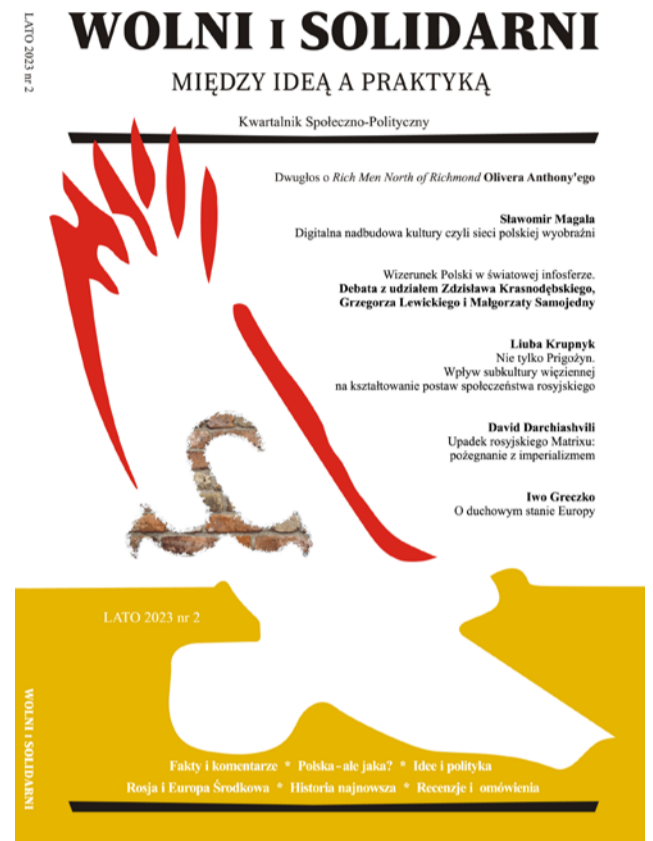 LATO 2023 nr 2
WOLNI I SOLIDARNI
MIĘDZY IDEĄ A PRAKTYKĄ
Kwartalnik Społeczno-Polityczny
Dwugłos o Rich Men North of Richmond Olivera Anthony'ego
Sławomir Magala
Digitalna nadbudowa kultury czyli sieci polskiej wyobraźni
Wizerunek Polski w światowej infosferze.
Debata z udziałem Zdzisława Krasnodębskiego,
Grzegorza Lewickiego i Małgorzaty Samojedny
Liuba Krupnyk
Nie tylko Prigożyn.
Wpływ subkultury więziennej
na kształtowanie postaw społeczeństwa rosyjskiego
David Darchiashvili
Upadek rosyjskiego Matrixu:
pożegnanie z imperializmem
Iwo Greczko
O duchowym stanie Europy
LATO 2023 nr 2
WOLNI I SOLIDARNI
Fakty i komentarze * Polska - ale jaka? * Idee i polityka
Rosja i Europa Środkowa * Historia najnowsza * Recenzje i omówienia